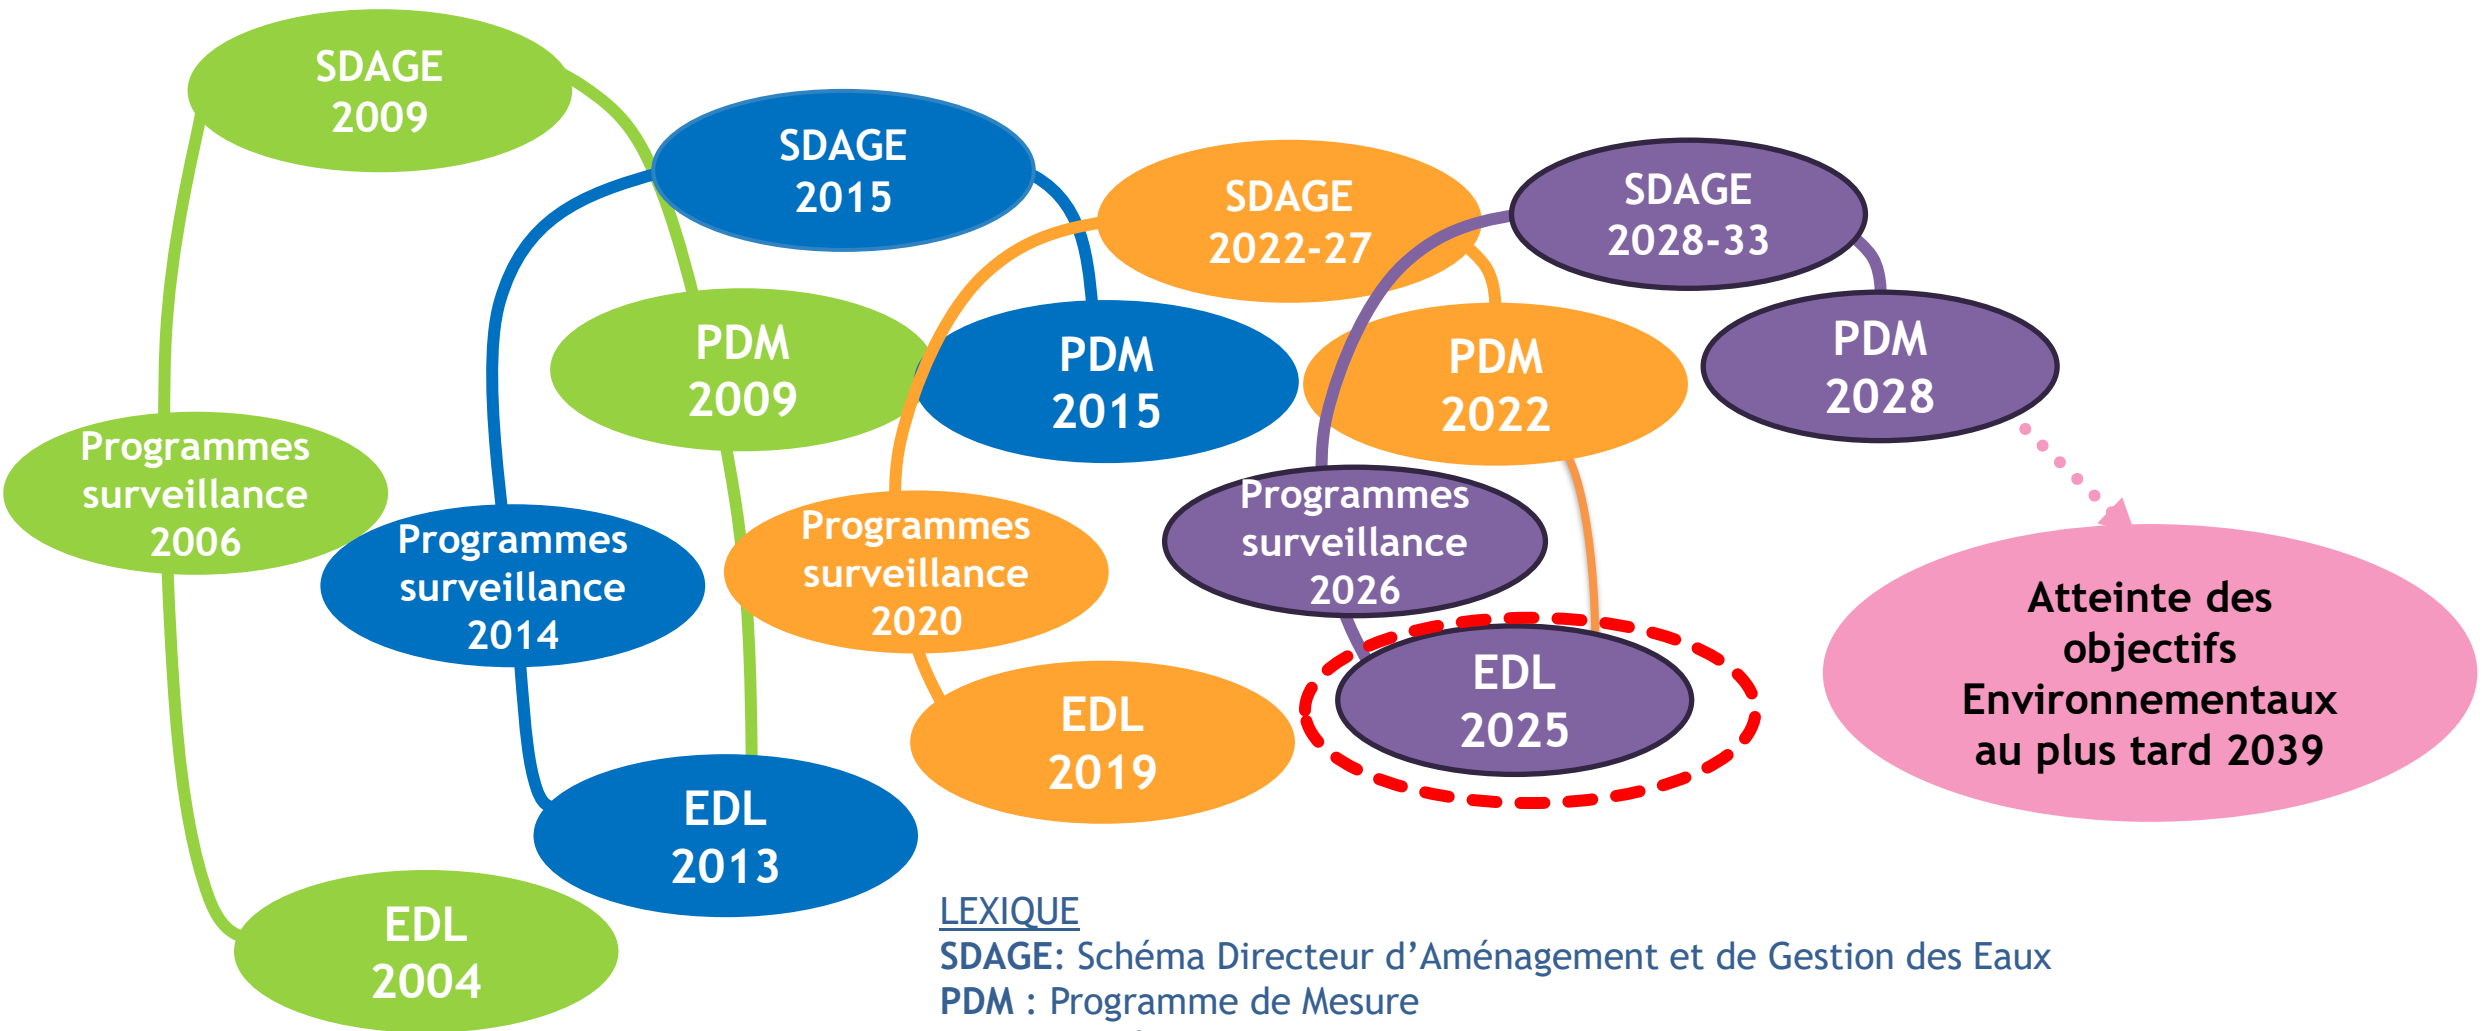 SDAGE
2009
SDAGE
2015
SDAGE
2022-27
SDAGE
2028-33
PDM
2009
PDM
2015
PDM
2022
PDM
2028
Programmes
surveillance
2006
Programmes
surveillance
2014
Programmes
surveillance
2020
Programmes
surveillance
2026
EDL
2004
EDL
2013
EDL
2019
EDL
2025
Atteinte des
objectifs
Environnementaux
au plus tard 2039
LEXIQUE
SDAGE: Schéma Directeur d’Aménagement et de Gestion des Eaux
PDM : Programme de Mesure